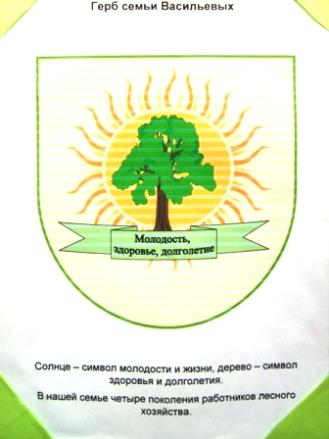 Герб семьи Васильевых
Молодость,
здоровье, долголетие
Солнце – символ молодости и жизни, дерево – символ
здоровья и долголетия.
В нашей семье четыре поколения работников лесного
хозяйства.